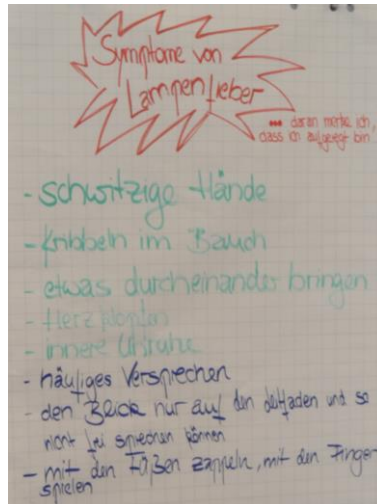 Symptome von
Lampenfieber
... daran merke ich,
dass ich aufgeregt bin
- schwitzige Hände
- Kribbeln im Bauch
- etwas durcheinander bringen
- Herzklopfen
- innere Unruhe
- häufiges Versprechen
- den Blick nur auf den Leitfaden und so
nicht frei sprechen können
- mit den Füßen zappeln, mit den Finger
spielen